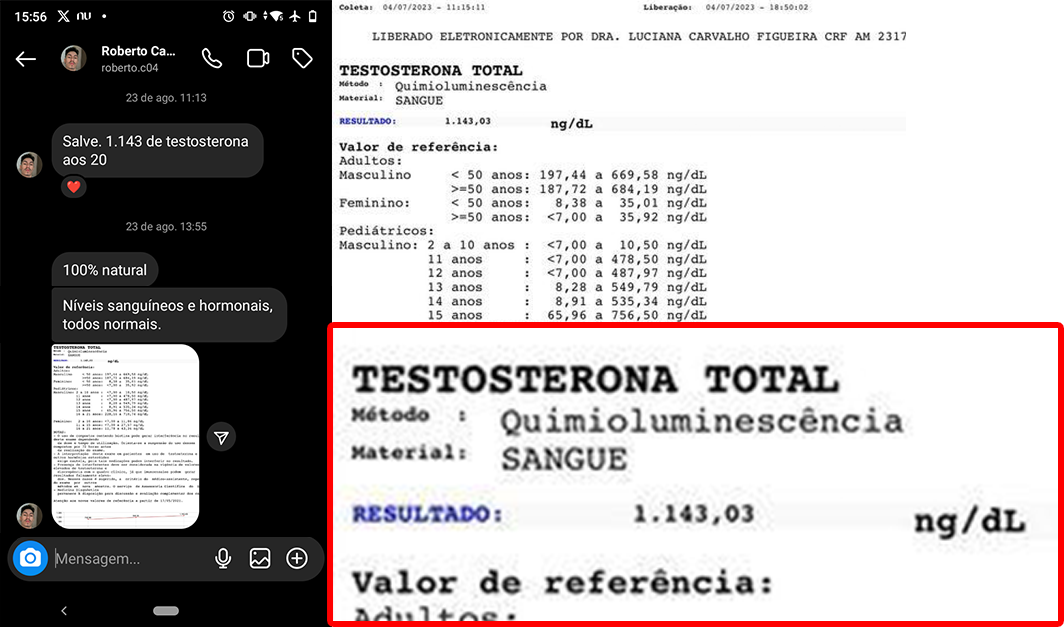 15:56
Roberto Ca...
roberto.c04
23 de ago. 11:13
Salve. 1.143 de testosterona
aos 20
23 de ago. 13:55
100% natural
Níveis sanguíneos e hormonais,
todos normais.
Mensagem...
Coleta: 04/07/2023 - 11:15:11 Liberação: 04/07/2023 - 18:50:02
LIBERADO ELETRONICAMENTE POR DRA. LUCIANA CARVALHO FIGUEIRA CRF AM 2317
TESTOSTERONA TOTAL
Método : Quimioluminescência
Material: SANGUE
RESULTADO: 1.143,03 ng/dL
Valor de referência:
Adultos:
Masculino < 50 anos: 197,44 a 669,58 ng/dL
>=50 anos: 187,72 a 684,19 ng/dL
Feminino: < 50 anos: 8,38 a 35,01 ng/dL
>=50 anos: <7,00 a 35,92 ng/dL
Pediátricos:
Masculino: 2 a 10 anos : <7,00 a 10,50 ng/dL
11 anos : <7,00 a 478,50 ng/dL
12 anos : <7,00 a 487,97 ng/dL
13 anos : 8,28 a 549,79 ng/dL
14 anos : 8,91 a 535,34 ng/dL
15 anos : 65,96 a 756,50 ng/dL
TESTOSTERONA TOTAL
Método : Quimioluminescência
Material: SANGUE
RESULTADO: 1.143,03 ng/dL
Valor de referência:
Adultos: